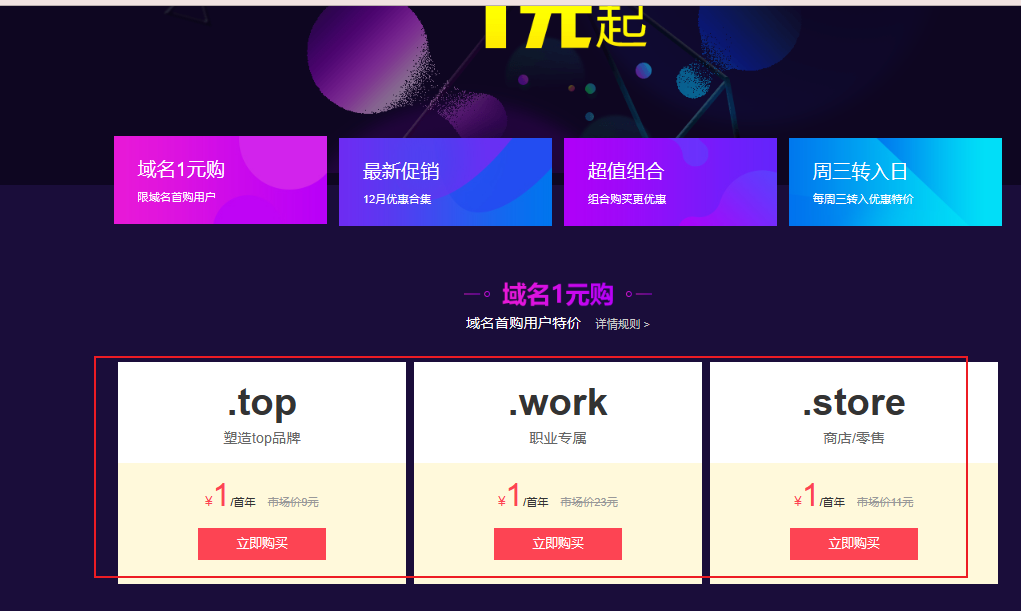 1元起
域名1元购
限域名首购用户
最新促销
12月优惠合集
超值组合
组合购买更优惠
周三转入日
每周三转入优惠特价
域名1元购
域名首购用户特价 详情规则 >
.top
塑造top品牌
¥1/首年 市场价9元
立即购买
.work
职业专属
¥1/首年 市场价23元
立即购买
.store
商店/零售
¥1/首年 市场价11元
立即购买